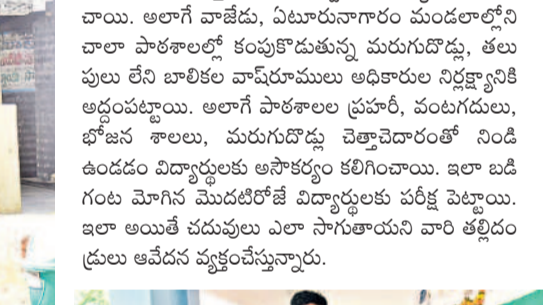 చాయి. అలాగే వాజేడు, ఏటూరునాగారం మండలాల్లోని
చాలా పాఠశాలల్లో కంపుకొడుతున్న మరుగుదొడ్లు, తలు
పులు లేని బాలికల వాష్‌రూములు అధికారుల నిర్లక్ష్యానికి
అద్దంపట్టాయి. అలాగే పాఠశాలల ప్రహరీ, వంటగదులు,
భోజన శాలలు, మరుగుదొడ్లు చెత్తాచెదారంతో నిండి
ఉండడం విద్యార్థులకు అసౌకర్యం కలిగించాయి. ఇలా బడి
గంట మోగిన మొదటిరోజే విద్యార్థులకు పరీక్ష పెట్టాయి.
ఇలా అయితే చదువులు ఎలా సాగుతాయని వారి తల్లిదం
డ్రులు ఆవేదన వ్యక్తంచేస్తున్నారు.